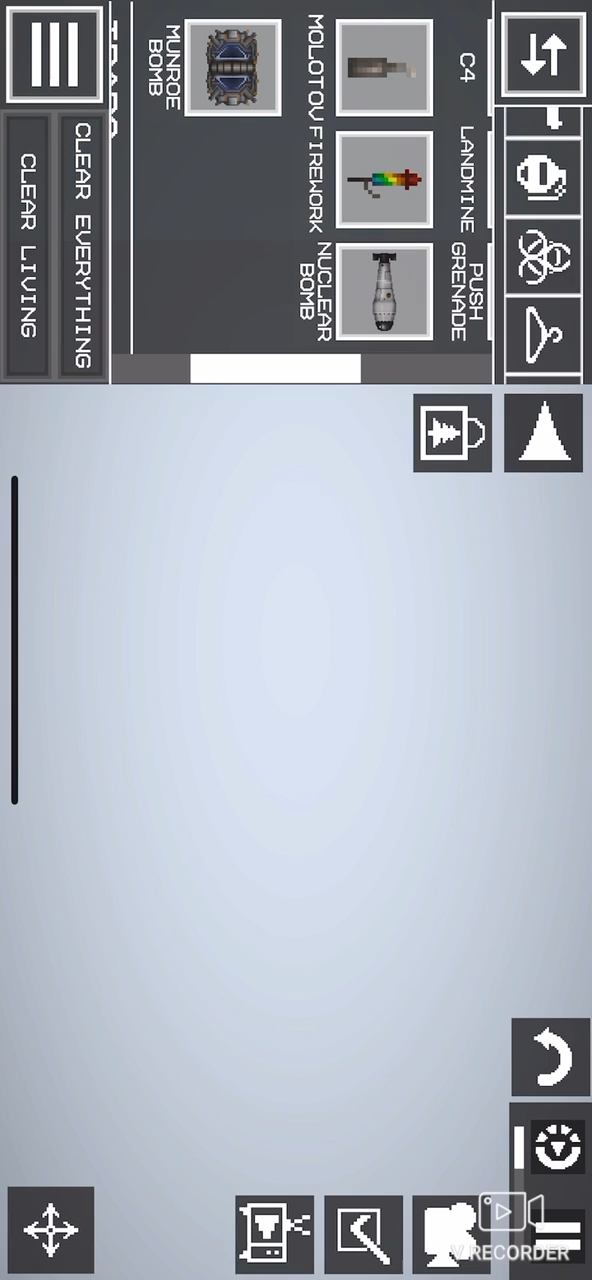 C4
LANDMINE
PUSH
GRENADE
MOLOTOV
FIREWORK
NUCLEAR
BOMB
MUNROE
BOMB
CLEAR EVERYTHING
CLEAR LIVING
V RECORDER